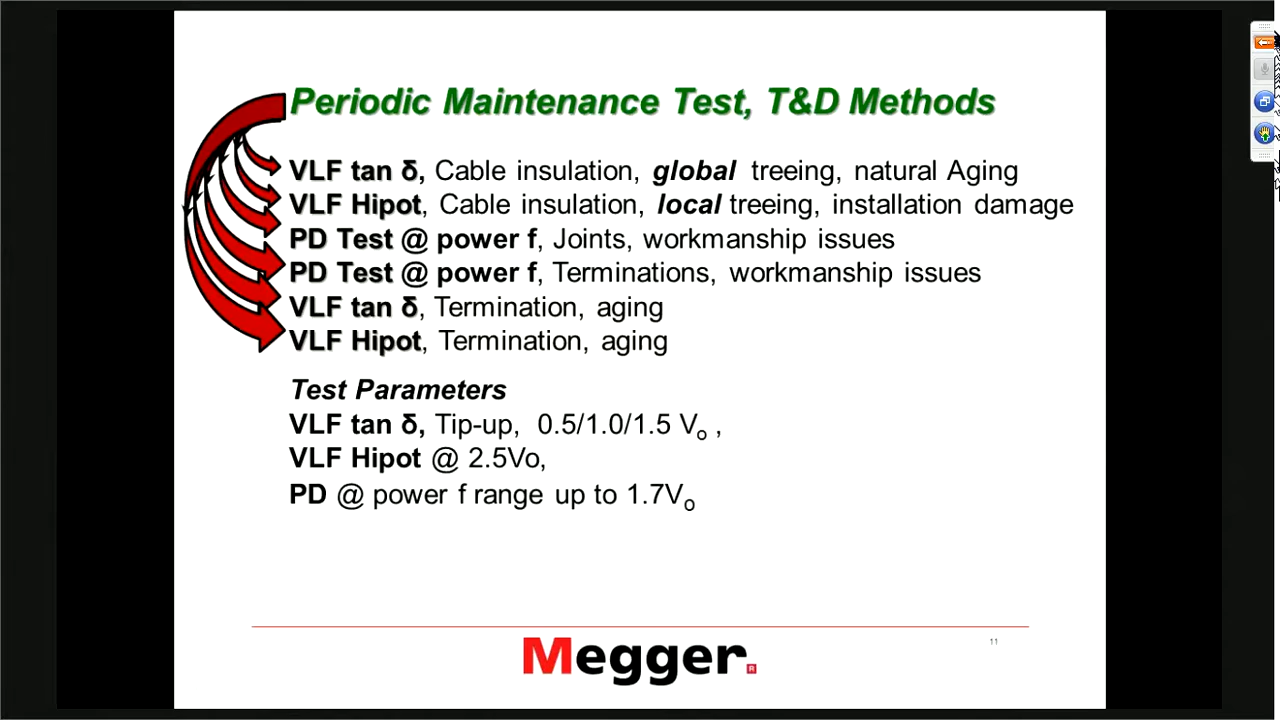 Periodic Maintenance Test, T&D Methods
VLF tan δ, Cable insulation, global treeing, natural Aging
VLF Hipot, Cable insulation, local treeing, installation damage
PD Test @ power f, Joints, workmanship issues
PD Test @ power f, Terminations, workmanship issues
VLF tan δ, Termination, aging
VLF Hipot, Termination, aging
Test Parameters
VLF tan δ, Tip-up, 0.5/1.0/1.5 Vo ,
VLF Hipot @ 2.5Vo,
PD @ power f range up to 1.7Vo
11
Megger.
R